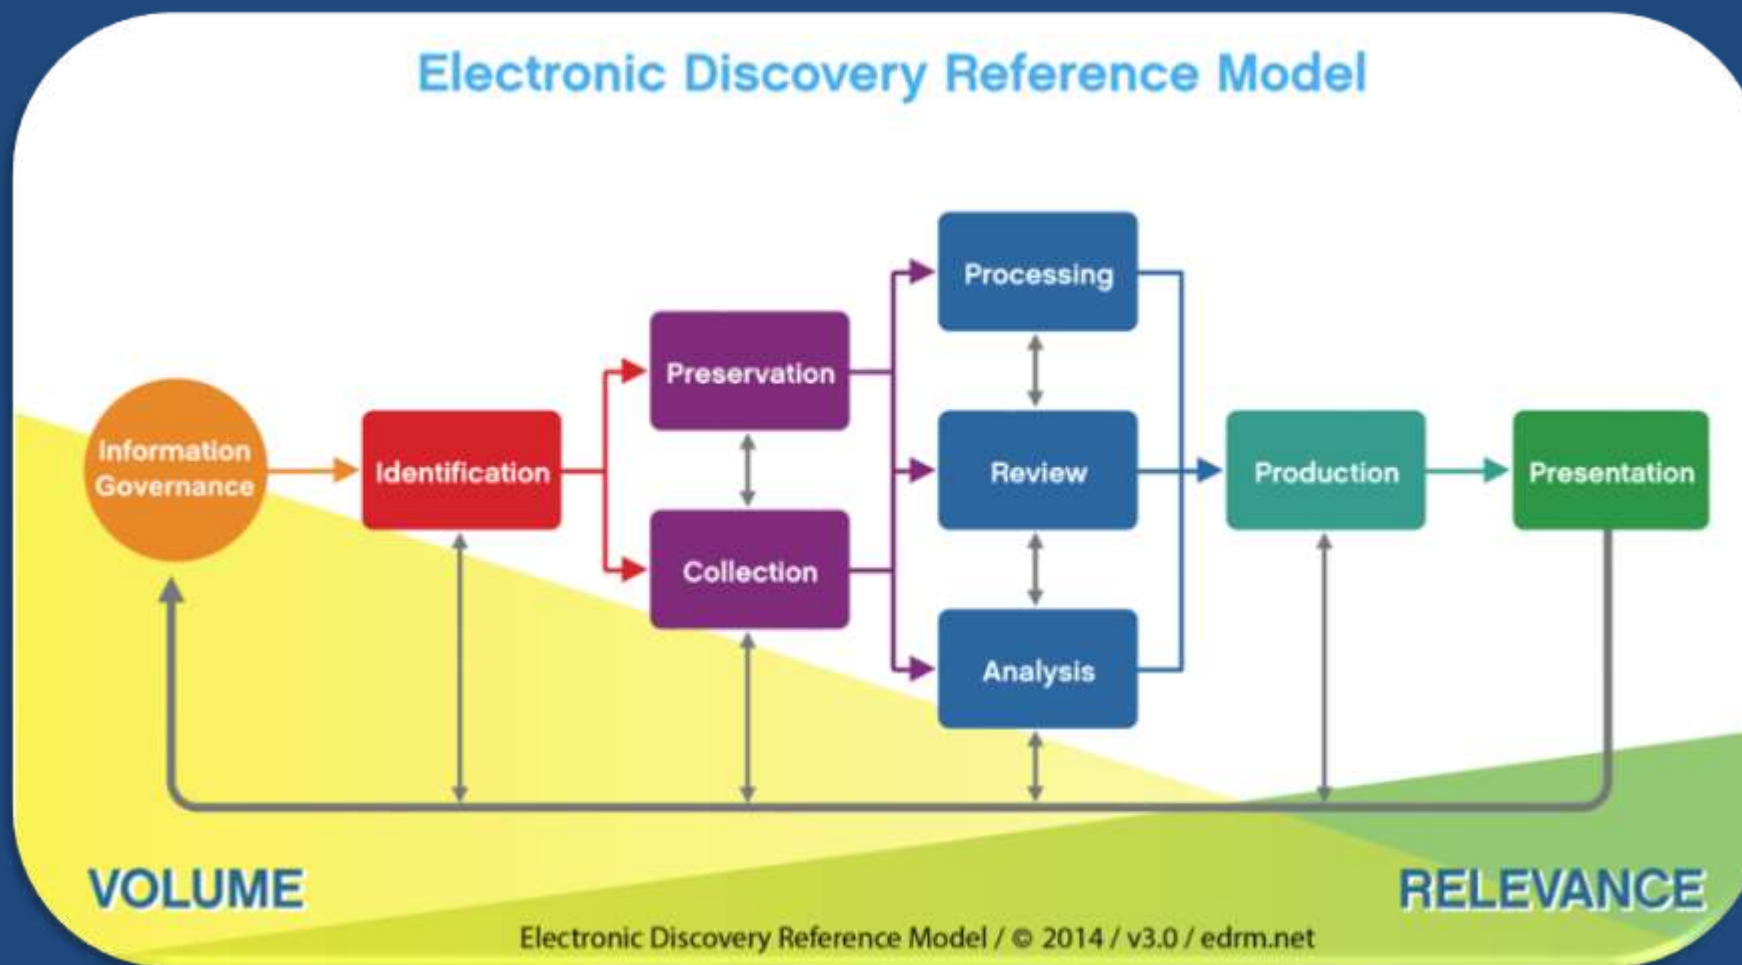 Electronic Discovery Reference Model
Processing
Preservation
Information
Governance
Identification
Review
Production
Presentation
Collection
Analysis
VOLUME
RELEVANCE
Electronic Discovery Reference Model / © 2014 / v3.0 / edrm.net